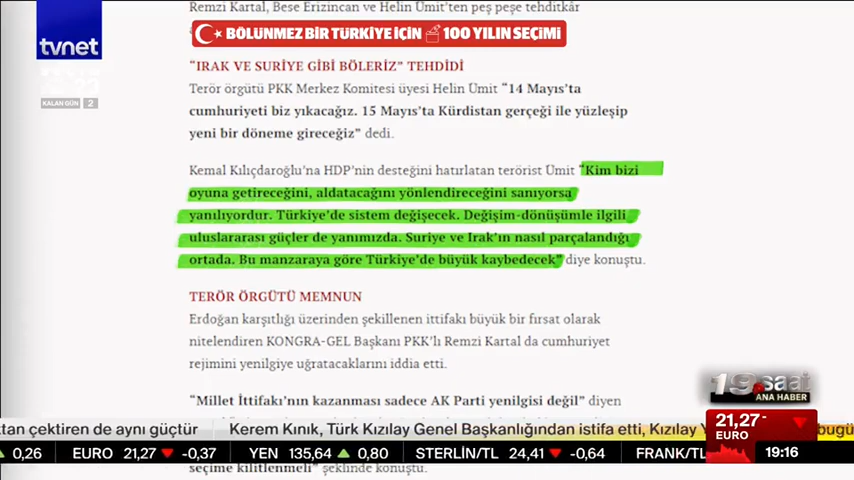 Remzi Kartal, Bese Erizincan ve Helin Ümit'ten peş peşe tehditkâr
tvnet
BÖLÜNMEZ BİR TÜRKİYE İÇİN 100 YILIN SEÇİMİ
KALAN GÜN 2
"IRAK VE SURİYE GİBİ BÖLERİZ" TEHDİDİ
Terör örgütü PKK Merkez Komitesi üyesi Helin Ümit "14 Mayıs'ta
cumhuriyeti biz yıkacağız. 15 Mayıs'ta Kürdistan gerçeği ile yüzleşip
yeni bir döneme gireceğiz" dedi.
Kemal Kılıçdaroğlu'na HDP'nin desteğini hatırlatan terörist Ümit "Kim bizi
oyuna getireceğini, aldatacağını yönlendireceğini sanıyorsa
yanılıyordur. Türkiye'de sistem değişecek. Değişim-dönüşümle ilgili
uluslararası güçler de yanımızda. Suriye ve Irak'ın nasıl parçalandığı
ortada. Bu manzaraya göre Türkiye'de büyük kaybedecek" diye konuştu.
TERÖR ÖRGÜTÜ MEMNUN
Erdoğan karşıtlığı üzerinden şekillenen ittifakı büyük bir fırsat olarak
nitelendiren KONGRA-GEL Başkanı PKK'lı Remzi Kartal da cumhuriyet
rejimini yenilgiye uğratacaklarını iddia etti.
"Millet İttifakı'nın kazanması sadece AK Parti yenilgisi değil" diyen
19.saat
ANA HABER
ktan çektiren de aynı güçtür Kerem Kınık, Türk Kızılay Genel Başkanlığından istifa etti, Kızılay Y bugü
21,27
EURO
0,26 EURO 21,27 -0,37 YEN 135,64 0,80 STERLİN/TL 24,41 -0,64 FRANK/TL 19:16
seçime kilitlenmeli" şeklinde konuştu.